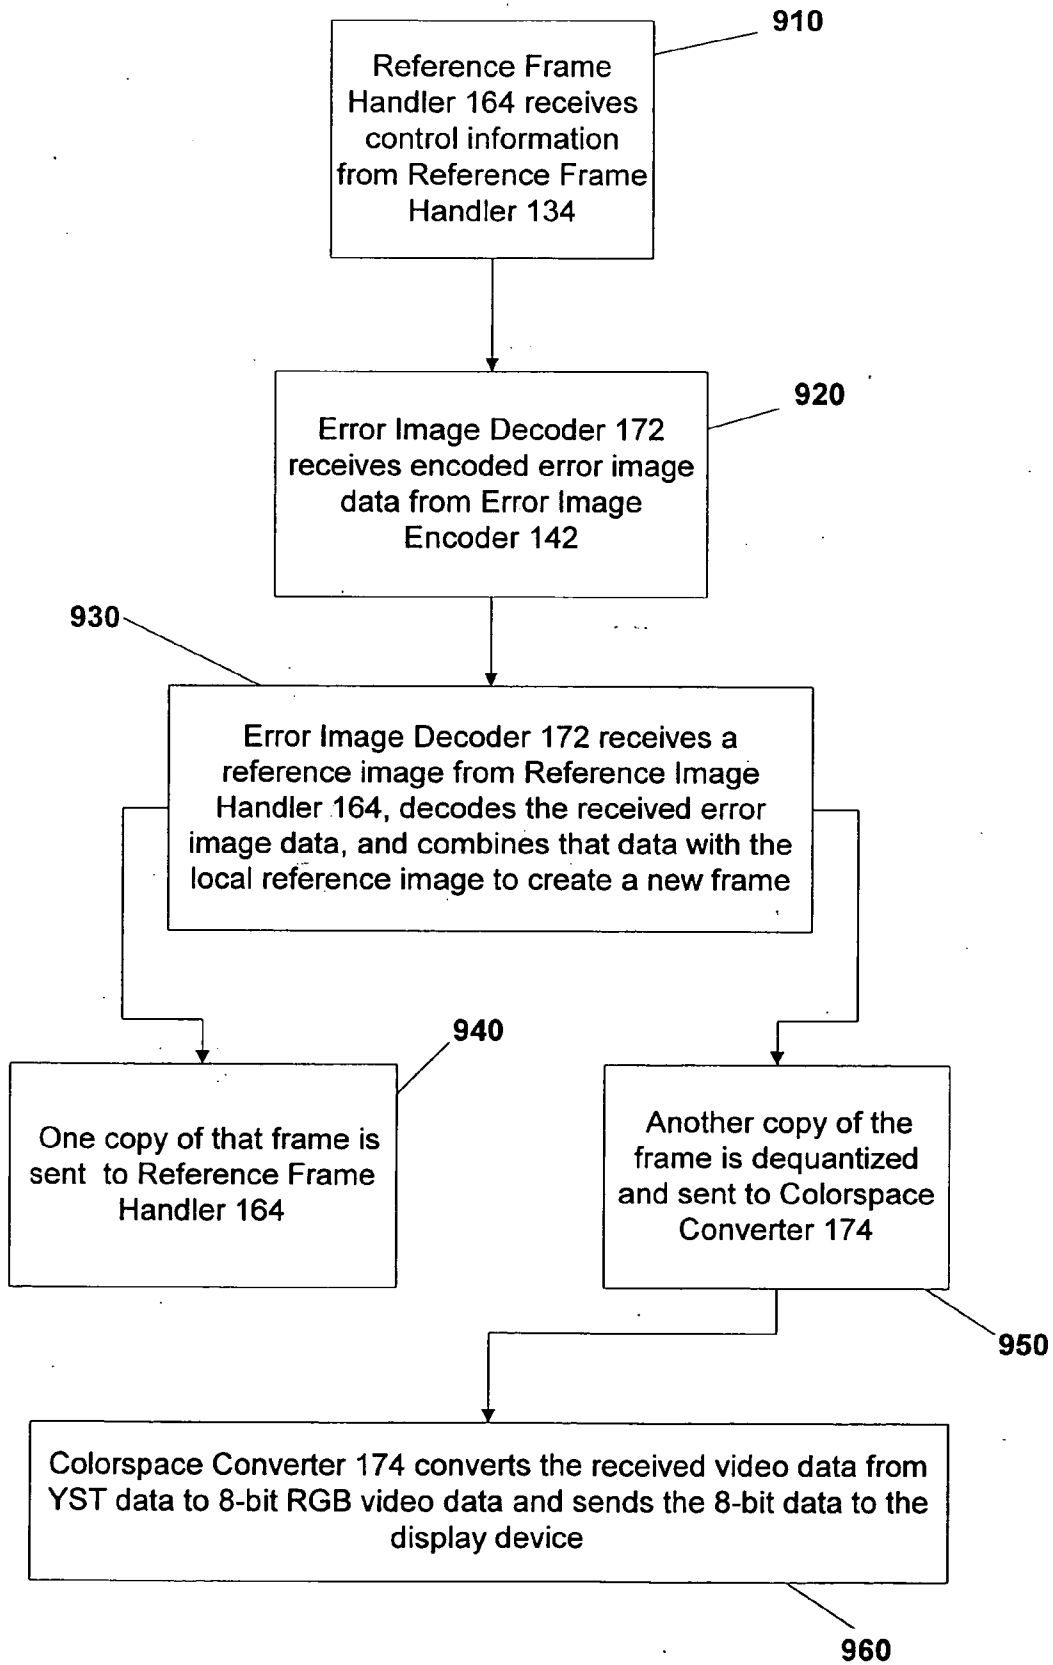 910
Reference Frame
Handler 164 receives
control information
from Reference Frame
Handler 134
920
Error Image Decoder 172
receives encoded error image
data from Error Image
Encoder 142
930
Error Image Decoder 172 receives a
reference image from Reference Image
Handler 164, decodes the received error
image data, and combines that data with the
local reference image to create a new frame
940
One copy of that frame is
sent to Reference Frame
Handler 164
Another copy of the
frame is dequantized
and sent to Colorspace
Converter 174
950
Colorspace Converter 174 converts the received video data from
YST data to 8-bit RGB video data and sends the 8-bit data to the
display device
960